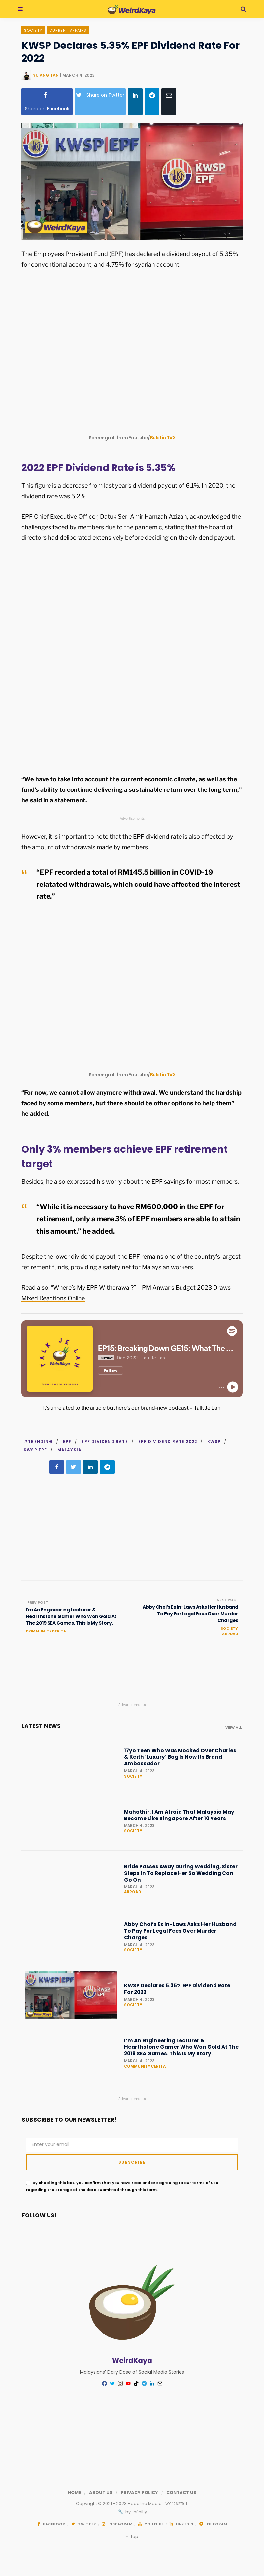 WeirdKaya
SOCIETY
CURRENT AFFAIRS
KWSP Declares 5.35% EPF Dividend Rate For
2022
YU ANG TAN | MARCH 4, 2023
Share on Facebook
Share on Twitter
KWSP EPF
KWSP
EPF
WeirdKaya
The Employees Provident Fund (EPF) has declared a dividend payout of 5.35%
for conventional account, and 4.75% for syariah account.
Screengrab from Youtube/Buletin TV3
2022 EPF Dividend Rate is 5.35%
This figure is a decrease from last year's dividend payout of 6.1%. In 2020, the
dividend rate was 5.2%.
EPF Chief Executive Officer, Datuk Seri Amir Hamzah Azizan, acknowledged the
challenges faced by members due to the pandemic, stating that the board of
directors had deliberated extensively before deciding on the dividend payout.
"We have to take into account the current economic climate, as well as the
fund's ability to continue delivering a sustainable return over the long term,"
he said in a statement.
- Advertisements -
However, it is important to note that the EPF dividend rate is also affected by
the amount of withdrawals made by members.
"EPF recorded a total of RM145.5 billion in COVID-19
relatated withdrawals, which could have affected the interest
rate."
Screengrab from Youtube/Buletin TV3
"For now, we cannot allow anymore withdrawal. We understand the hardship
faced by some members, but there should be other options to help them"
he added.
Only 3% members achieve EPF retirement
target
Besides, he also expressed his worry about the EPF savings for most members.
"While it is necessary to have RM600,000 in the EPF for
retirement, only a mere 3% of EPF members are able to attain
this amount," he added.
Despite the lower dividend payout, the EPF remains one of the country's largest
retirement funds, providing a safety net for Malaysian workers.
Read also: "Where's My EPF Withdrawal?" – PM Anwar's Budget 2023 Draws
Mixed Reactions Online
EP15: Breaking Down GE15: What The ...
Dec 2022 · Talk Je Lah
Follow
It's unrelated to the article but here's our brand-new podcast – Talk Je Lah!
#TRENDING / EPF / EPF DIVIDEND RATE / EPF DIVIDEND RATE 2022 / KWSP /
KWSP EPF / MALAYSIA
PREV POST
I'm An Engineering Lecturer &
Hearthstone Gamer Who Won Gold At
The 2019 SEA Games. This Is My Story.
COMMUNITYCERITA
NEXT POST
Abby Choi's Ex In-Laws Asks Her Husband
To Pay For Legal Fees Over Murder
Charges
SOCIETY
ABROAD
- Advertisements -
LATEST NEWS
VIEW ALL
17yo Teen Who Was Mocked Over Charles
& Keith 'Luxury' Bag Is Now Its Brand
Ambassador
MARCH 4, 2023
SOCIETY
Mahathir: I Am Afraid That Malaysia May
Become Like Singapore After 10 Years
MARCH 4, 2023
SOCIETY
Bride Passes Away During Wedding, Sister
Steps In To Replace Her So Wedding Can
Go On
MARCH 4, 2023
ABROAD
Abby Choi's Ex In-Laws Asks Her Husband
To Pay For Legal Fees Over Murder
Charges
MARCH 4, 2023
SOCIETY
KWSP Declares 5.35% EPF Dividend Rate
For 2022
MARCH 4, 2023
SOCIETY
I'm An Engineering Lecturer &
Hearthstone Gamer Who Won Gold At The
2019 SEA Games. This Is My Story.
MARCH 4, 2023
COMMUNITYCERITA
- Advertisements -
SUBSCRIBE TO OUR NEWSLETTER!
Enter your email
SUBSCRIBE
By checking this box, you confirm that you have read and are agreeing to our terms of use
regarding the storage of the data submitted through this form.
FOLLOW US!
WeirdKaya
Malaysians' Daily Dose of Social Media Stories
HOME
ABOUT US
PRIVACY POLICY
CONTACT US
by Infinity
FACEBOOK
TWITTER
INSTAGRAM
YOUTUBE
LINKEDIN
TELEGRAM
Top